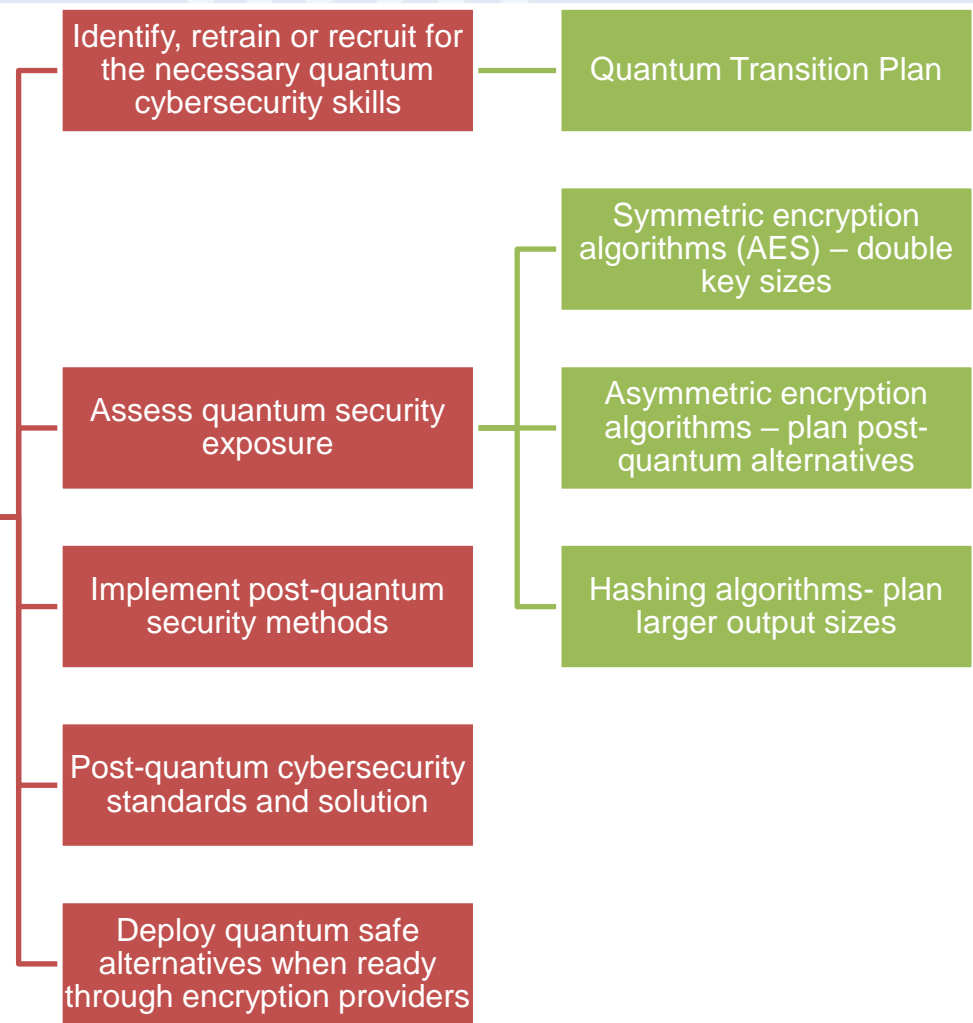 Identify, retrain or recruit for
the necessary quantum
cybersecurity skills
Quantum Transition Plan
Assess quantum security
exposure
Symmetric encryption
algorithms (AES) – double
key sizes
Asymmetric encryption
algorithms – plan post-
quantum alternatives
Hashing algorithms- plan
larger output sizes
Implement post-quantum
security methods
Post-quantum cybersecurity
standards and solution
Deploy quantum safe
alternatives when ready
through encryption providers